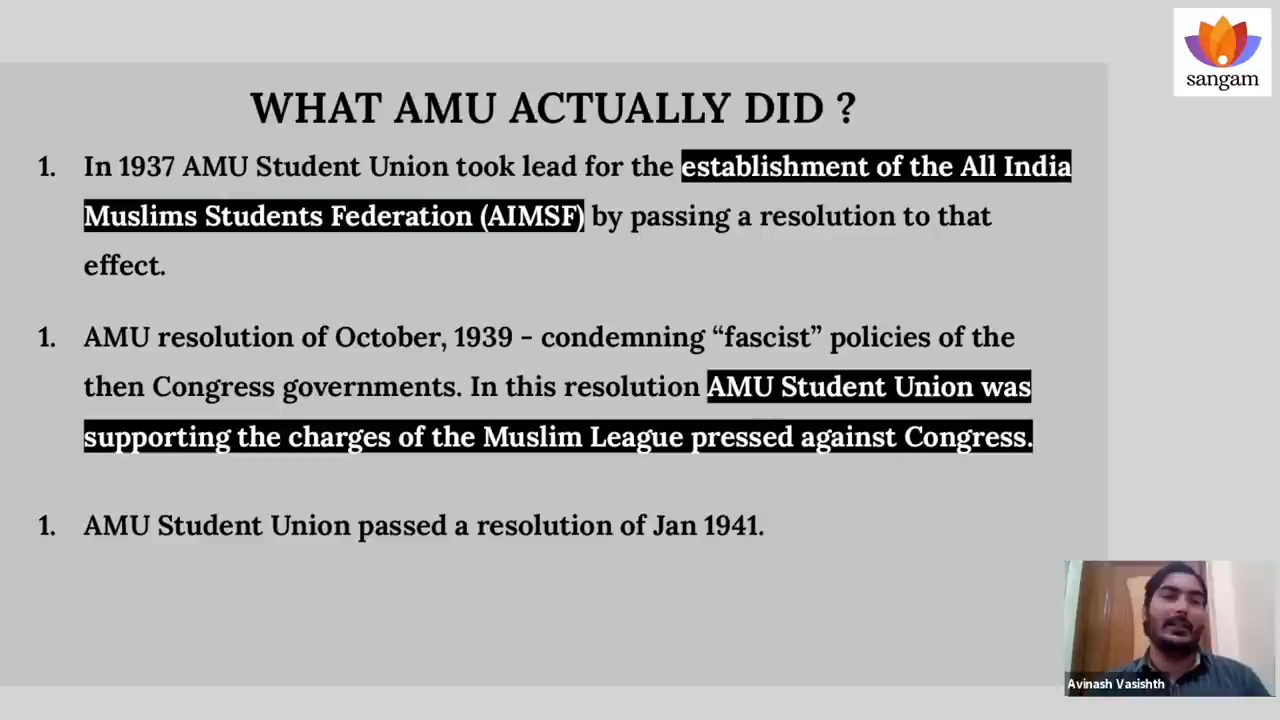 sangam
WHAT AMU ACTUALLY DID ?
1. In 1937 AMU Student Union took lead for the establishment of the All India
Muslims Students Federation (AIMSF) by passing a resolution to that
effect.
1. AMU resolution of October, 1939 - condemning “fascist” policies of the
then Congress governments. In this resolution AMU Student Union was
supporting the charges of the Muslim League pressed against Congress.
1. AMU Student Union passed a resolution of Jan 1941.
Avinash Vasishth